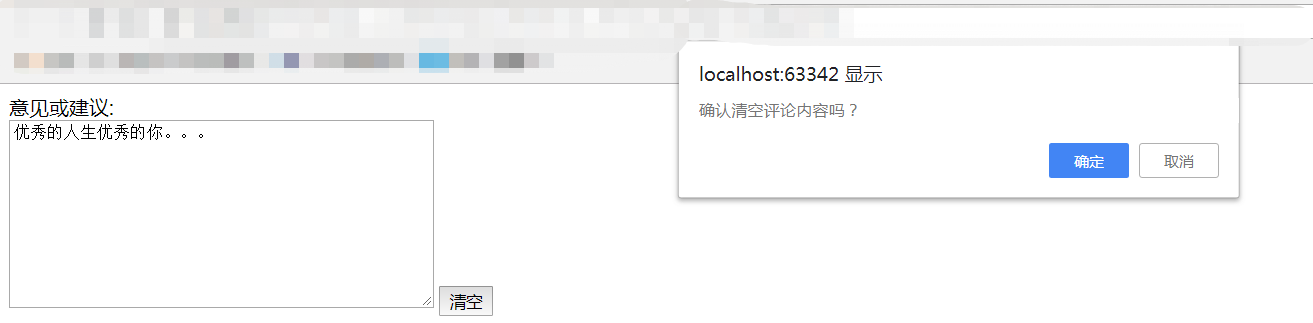 localhost:63342 显示
确认清空评论内容吗？
确定
取消
意见或建议:
优秀的人生优秀的你。。。
清空